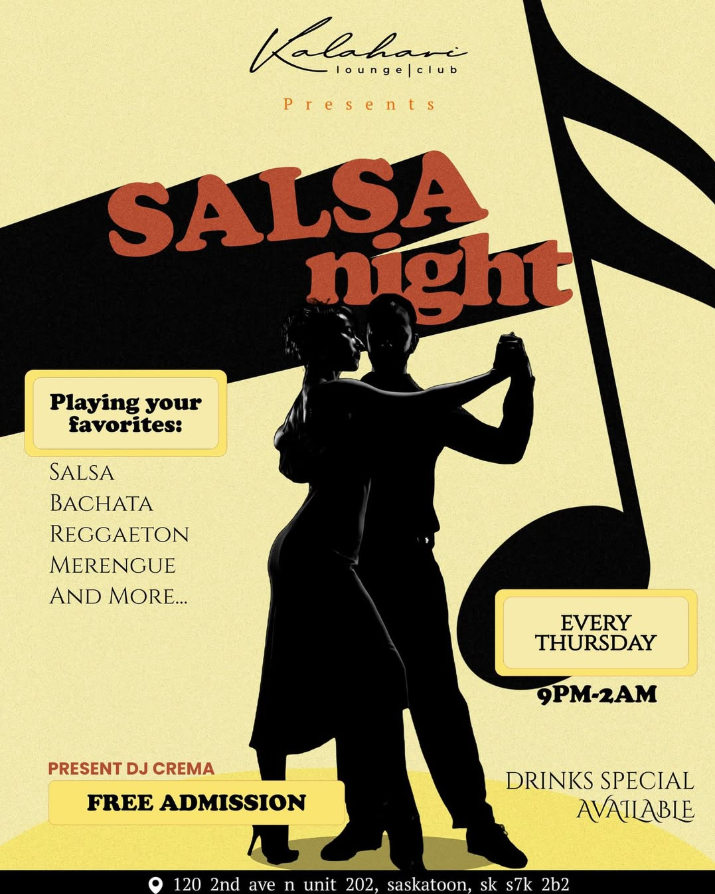 Kalahari
lounge|club
Presents
SALSA
night
Playing your
favorites:
SALSA
BACHATA
REGGAETON
MERENGUE
AND MORE...
EVERY
THURSDAY
9PM-2AM
PRESENT DJ CREMA
FREE ADMISSION
DRINKS SPECIAL
AVAILABLE
120 2nd ave n unit 202, saskatoon, sk s7k 2b2